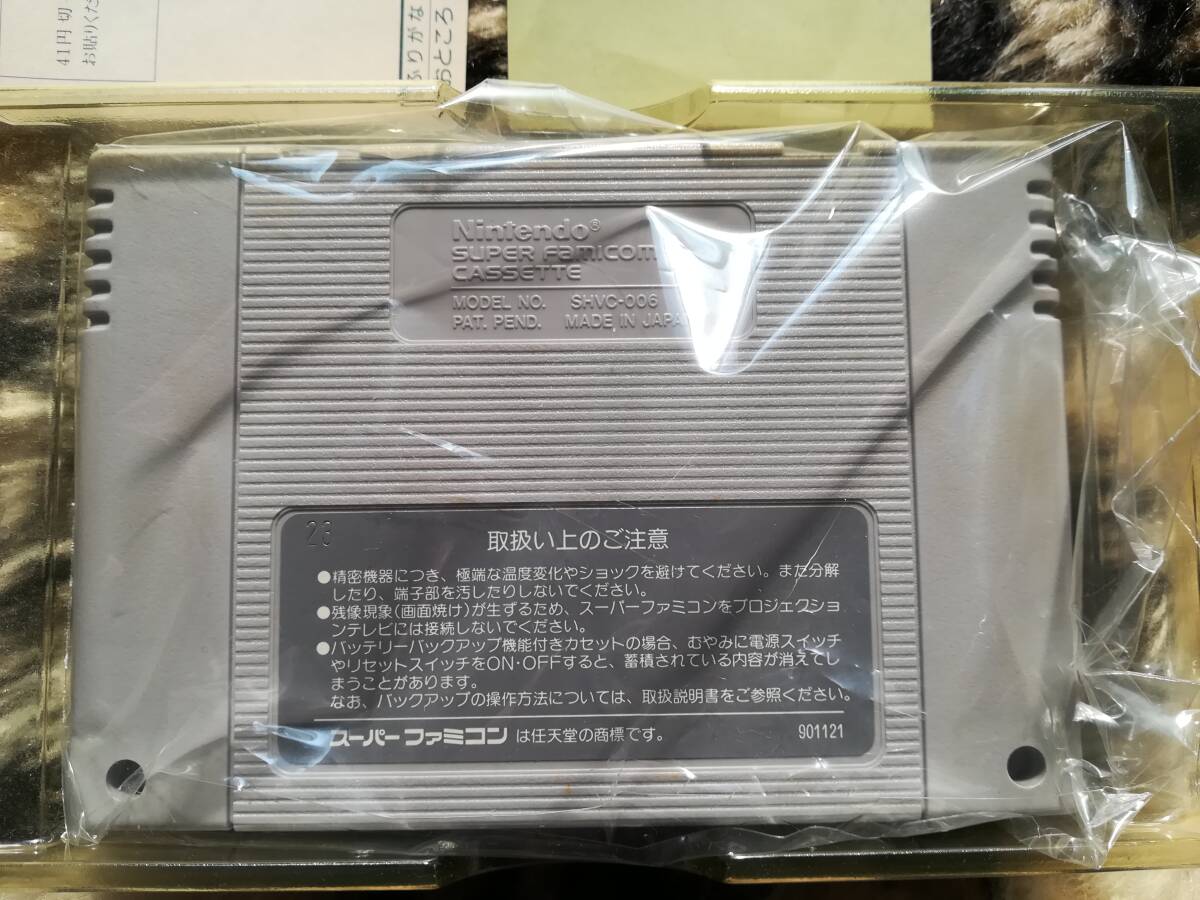 41円切
お貼りくだ
ふりがな
おところ
Nintendo®
SUPER FAMICOM
CASSETTE
MODEL NO. SHVC-006
PAT. PEND. MADE IN JAPA
23
取扱い上のご注意
●精密機器につき、極端な温度変化やショックを避けてください。また分解
したり、端子部を汚したりしないでください。
●残像現象(画面焼け)が生ずるため、スーパーファミコンをプロジェクショ
ンテレビには接続しないでください。
●バッテリーバックアップ機能付きカセットの場合、むやみに電源スイッチ
やリセットスイッチをON・OFFすると、蓄積されている内容が消えてし
まうことがあります。
なお、バックアップの操作方法については、取扱説明書をご参照ください。
スーパーファミコン は任天堂の商標です。 901121